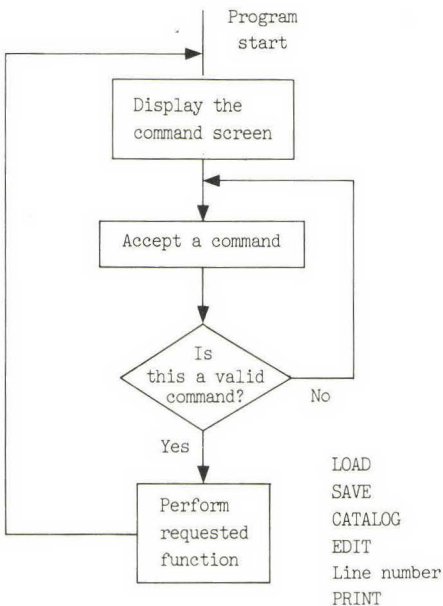 Program
start
Display the
command screen
Accept a command
Is
this a valid
command?
No
Yes
Perform
requested
function
LOAD
SAVE
CATALOG
EDIT
Line number
PRINT